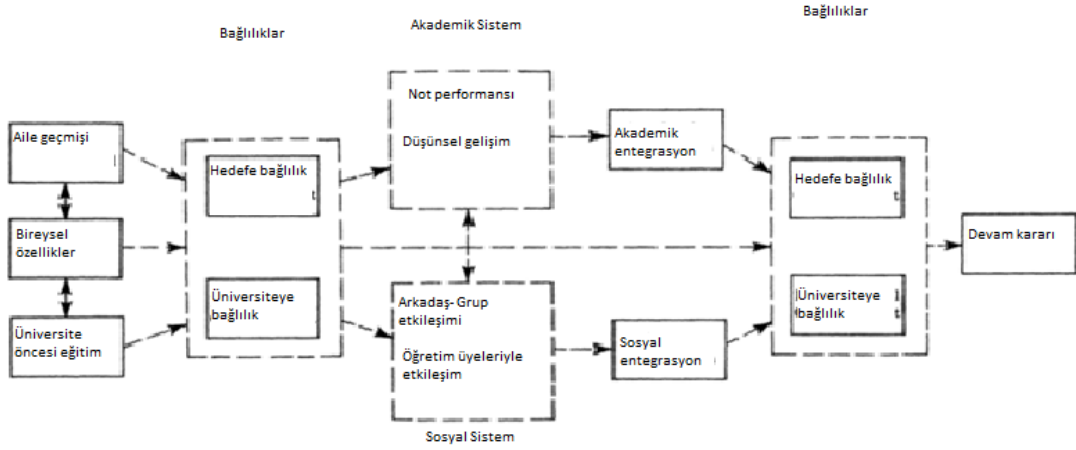 Bağlılıklar
Akademik Sistem
Bağlılıklar
Aile geçmişi
Bireysel
özellikler
Üniversite
öncesi eğitim
Hedefe bağlılık
t
Üniversiteye
bağlılık
Not performansı
Düşünsel gelişim
Arkadaş- Grup
etkileşimi
Öğretim üyeleriyle
etkileşim
Sosyal Sistem
Akademik
entegrasyon
Sosyal
entegrasyon
Hedefe bağlılık
t
Üniversiteye
bağlılık
t
Devam kararı